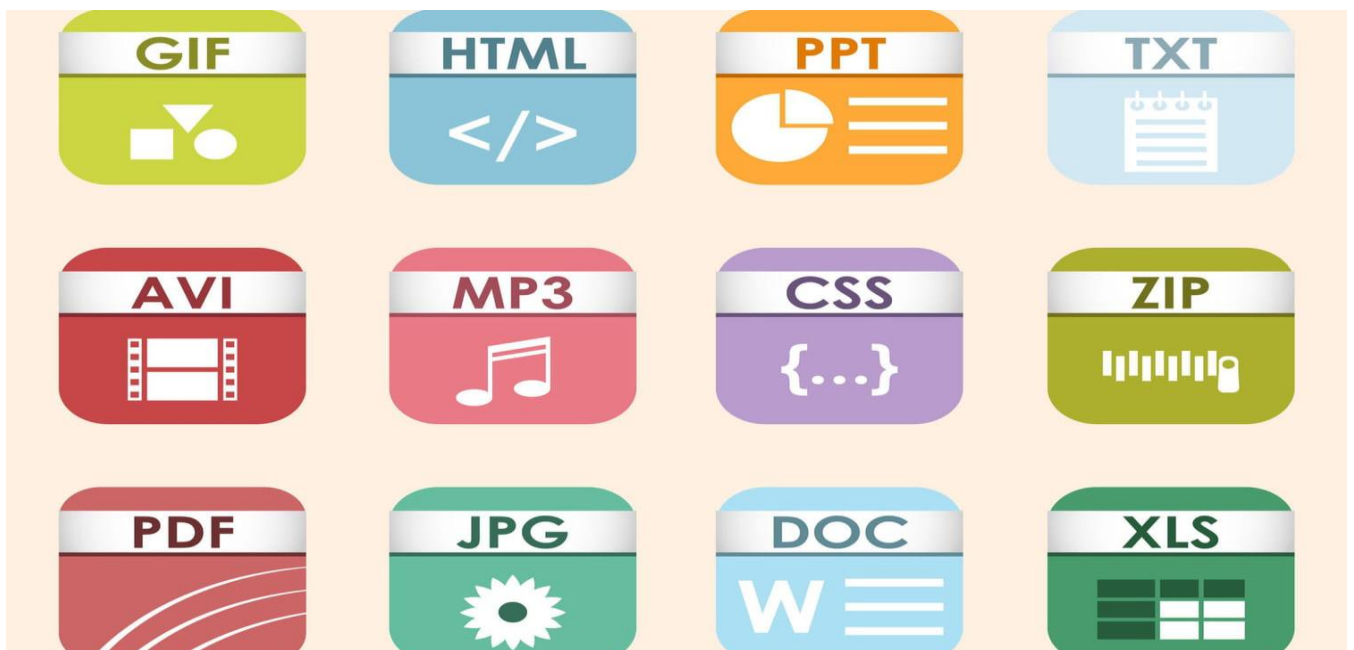 GIF HTML PPT TXT
</>
AVI MP3 CSS ZIP
{...}
PDF JPG DOC XLS
W